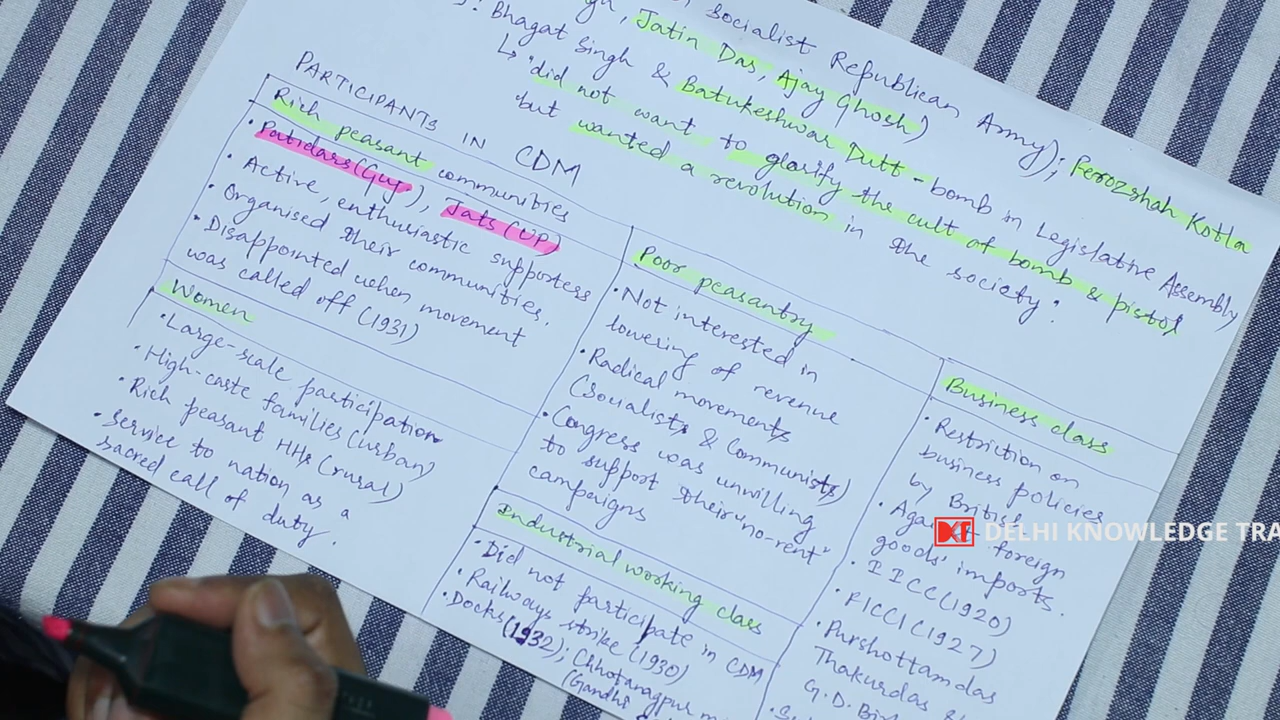 Socialist Republican Army); Ferozshah Kotla
Jatin Das, Ajay Ghosh)
Bhagat Singh & Batukeshwar Dutt - bomb in Legislative Assembly
↳ "did not want to glorify the cult of bomb & pistol
but wanted a revolution in the society.
PARTICIPANTS IN CDM
Rich peasant communities
• Patidars (Guj), Jats (UP)
• Active, enthusiastic supporters
• Organised their communities.
• Disappointed when movement
was called off (1931)
Women
• Large-scale participation
• High-caste families (urban)
• Rich peasant HHs (rural)
• Service to nation as a
sacred call of duty.
Poor peasantry
• Not interested in
lowering of revenue
• Radical movements
(Socialists & Communists)
• Congress was unwilling
to support their "no-rent"
campaigns
Industrial working class
• Did not participate in CDM
• Railways strike (1930)
• Docks (1932); Chhotanagpur
(Gandhi
Business class
• Restriction on
business policies
by British
• foreign
goods' imports.
• IICC (1920)
• FICCI (1927)
• Purshottamdas
Thakurdas &
G.D.
DELHI KNOWLEDGE TRA